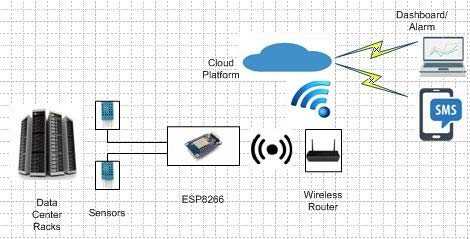 Dashboard/
Alarm
Cloud
Platform
SMS
Data
Center
Racks
Sensors
ESP8266
Wireless
Router